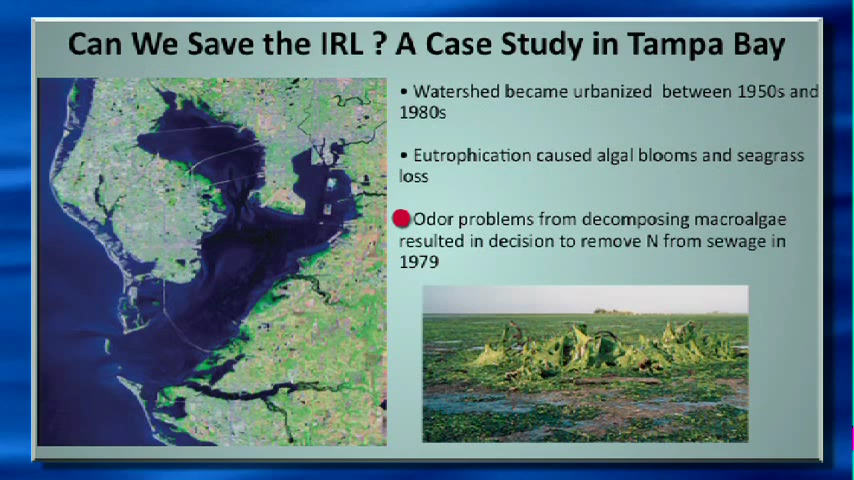 Can We Save the IRL ? A Case Study in Tampa Bay
• Watershed became urbanized between 1950s and
1980s
• Eutrophication caused algal blooms and seagrass
loss
Odor problems from decomposing macroalgae
resulted in decision to remove N from sewage in
1979